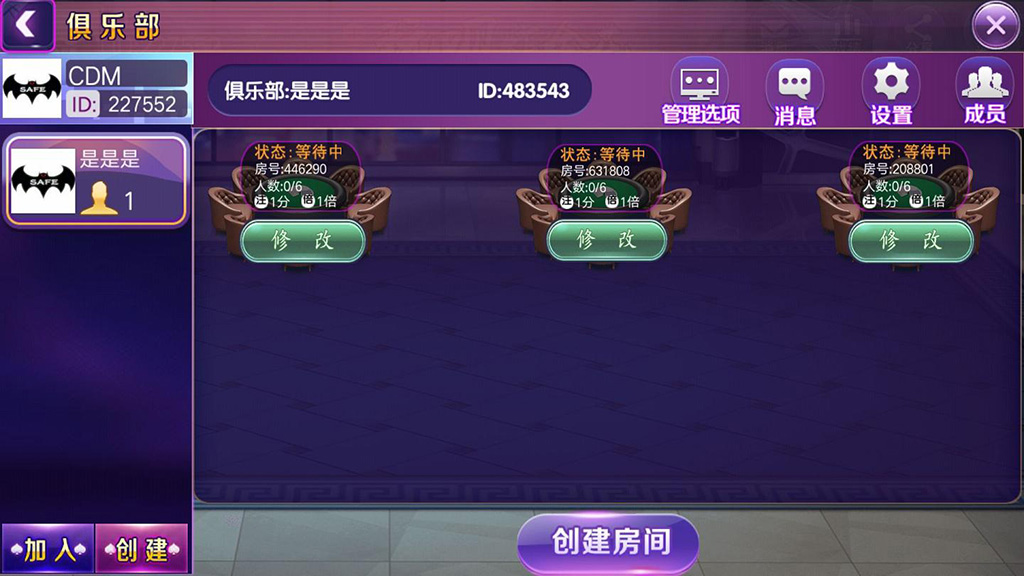 俱乐部
SAFE
CDM
ID: 227552
俱乐部:是是是
ID:483543
管理选项
消息
设置
成员
SAFE
是是是
1
状态:等待中
房号:446290
人数:0/6
注1分 倍1倍
修 改
状态:等待中
房号:631808
人数:0/6
注1分 倍1倍
修 改
状态:等待中
房号:208801
人数:0/6
注1分 倍1倍
修 改
加入
创建
创建房间